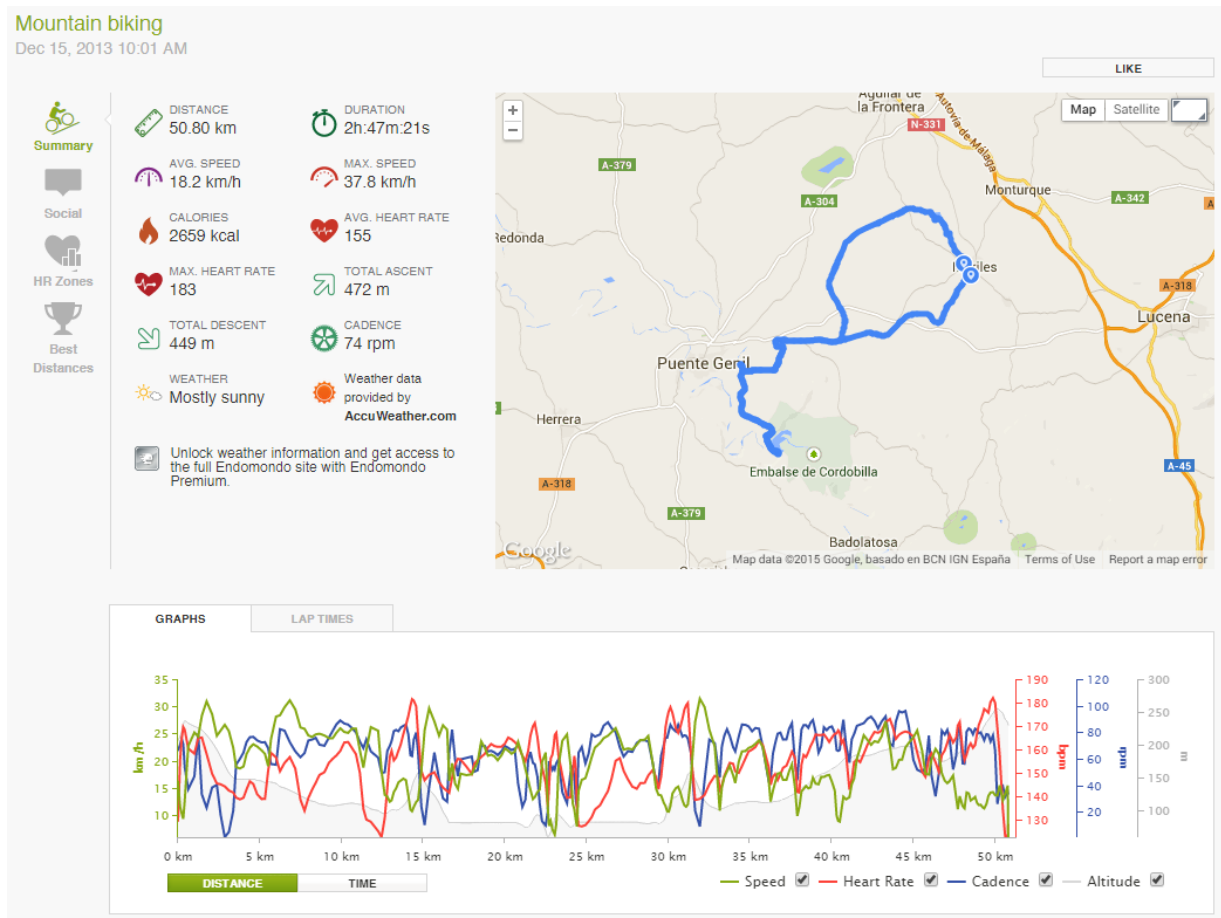 Mountain biking
Dec 15, 2013 10:01 AM
LIKE
Summary
Social
HR Zones
Best
Distances
DISTANCE
50.80 km
DURATION
2h:47m:21s
AVG. SPEED
18.2 km/h
MAX. SPEED
37.8 km/h
CALORIES
2659 kcal
AVG. HEART RATE
155
MAX. HEART RATE
183
TOTAL ASCENT
472 m
TOTAL DESCENT
449 m
CADENCE
74 rpm
WEATHER
Mostly sunny
Weather data
provided by
AccuWeather.com
Unlock weather information and get access to
the full Endomondo site with Endomondo
Premium.
+
−
Map
Satellite
Aguilar de
la Frontera
N-331
Autovía de Málaga
A-379
A-304
Monturque
A-342
A-318
Lucena
Puente Genil
Herrera
Embalse de Cordobilla
A-45
A-318
A-379
Badolatosa
Google
Map data ©2015 Google, basado en BCN IGN España
Terms of Use
Report a map error
GRAPHS
LAP TIMES
35
30
25
20
15
10
km/h
190
180
170
160
150
140
130
bpm
120
100
80
60
40
20
rpm
300
250
200
150
100
m
0 km
5 km
10 km
15 km
20 km
25 km
30 km
35 km
40 km
45 km
50 km
DISTANCE
TIME
Speed
Heart Rate
Cadence
Altitude